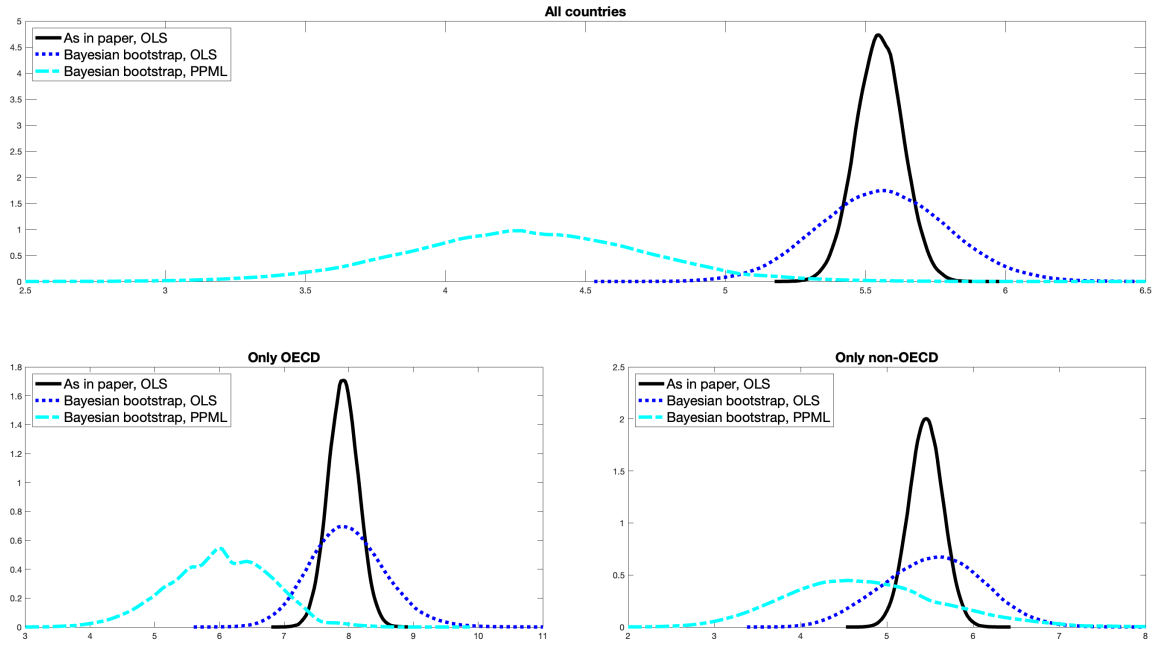 All countries
As in paper, OLS
Bayesian bootstrap, OLS
Bayesian bootstrap, PPML
5
4.5
4
3.5
3
2.5
2
1.5
1
0.5
0
2.5 3 3.5 4 4.5 5 5.5 6 6.5
Only OECD
As in paper, OLS
Bayesian bootstrap, OLS
Bayesian bootstrap, PPML
1.8
1.6
1.4
1.2
1
0.8
0.6
0.4
0.2
0
3 4 5 6 7 8 9 10 11
Only non-OECD
As in paper, OLS
Bayesian bootstrap, OLS
Bayesian bootstrap, PPML
2.5
2
1.5
1
0.5
0
2 3 4 5 6 7 8